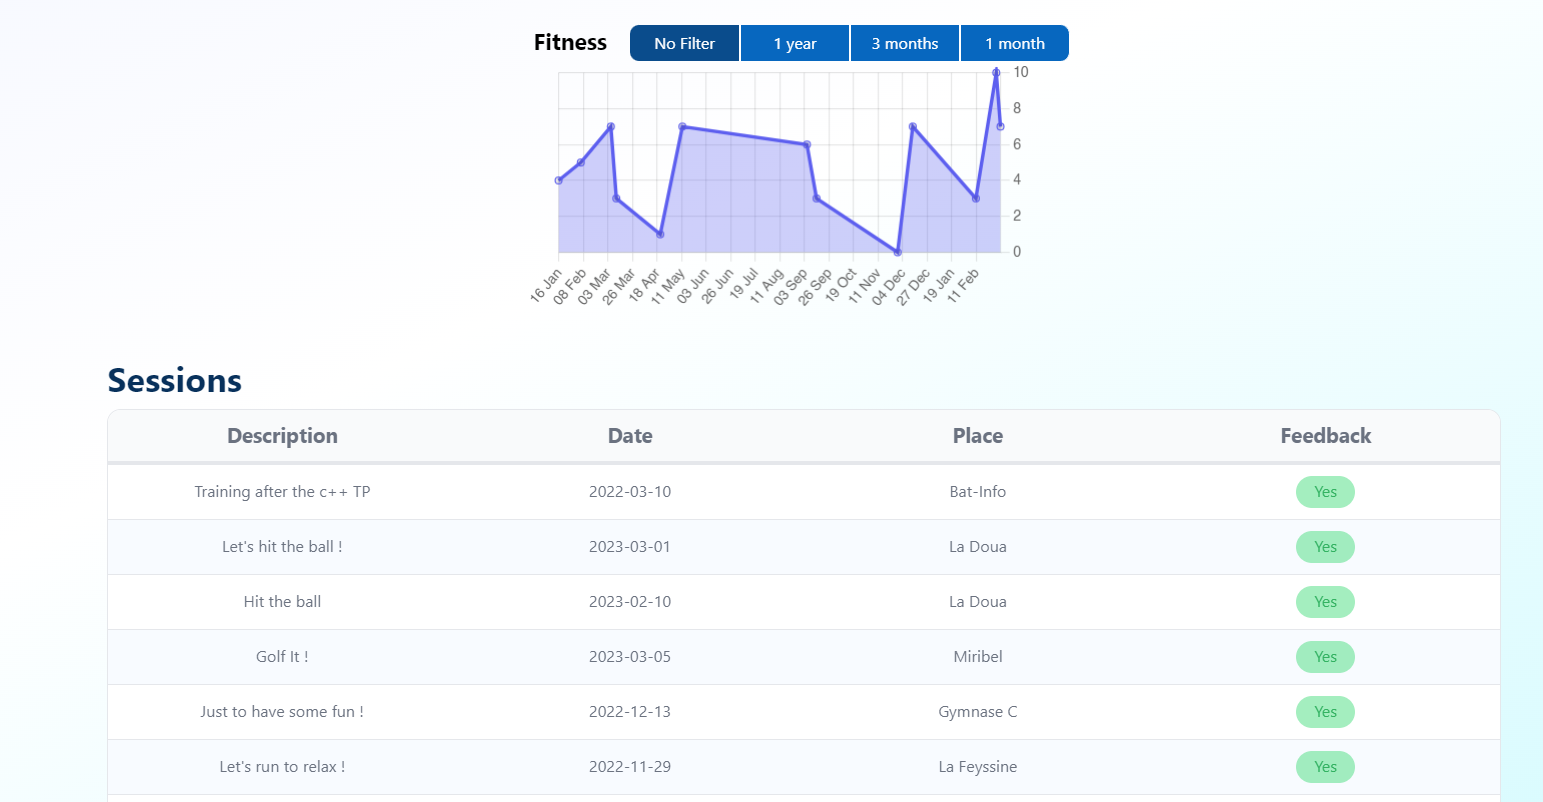 Fitness No Filter 1 year 3 months 1 month
10
8
6
4
2
0
16 Jan 08 Feb 03 Mar 26 Mar 18 Apr 11 May 03 Jun 26 Jun 19 Jul 11 Aug 03 Sep 26 Sep 19 Oct 11 Nov 04 Dec 27 Dec 19 Jan 11 Feb
Sessions
Description Date Place Feedback
Training after the c++ TP 2022-03-10 Bat-Info Yes
Let's hit the ball ! 2023-03-01 La Doua Yes
Hit the ball 2023-02-10 La Doua Yes
Golf It ! 2023-03-05 Miribel Yes
Just to have some fun ! 2022-12-13 Gymnase C Yes
Let's run to relax ! 2022-11-29 La Feyssine Yes